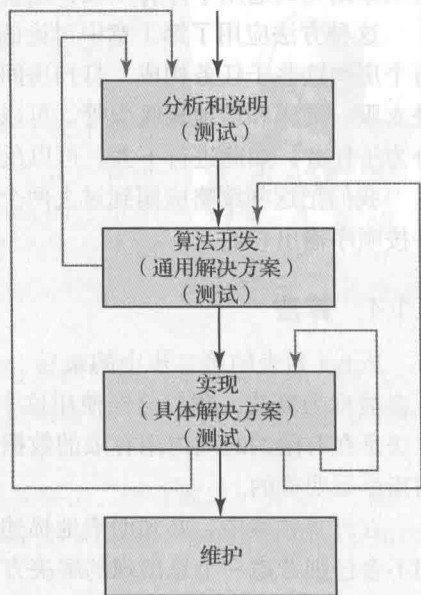 分析和说明
(测试)
算法开发
(通用解决方案)
(测试)
实现
(具体解决方案)
(测试)
维护